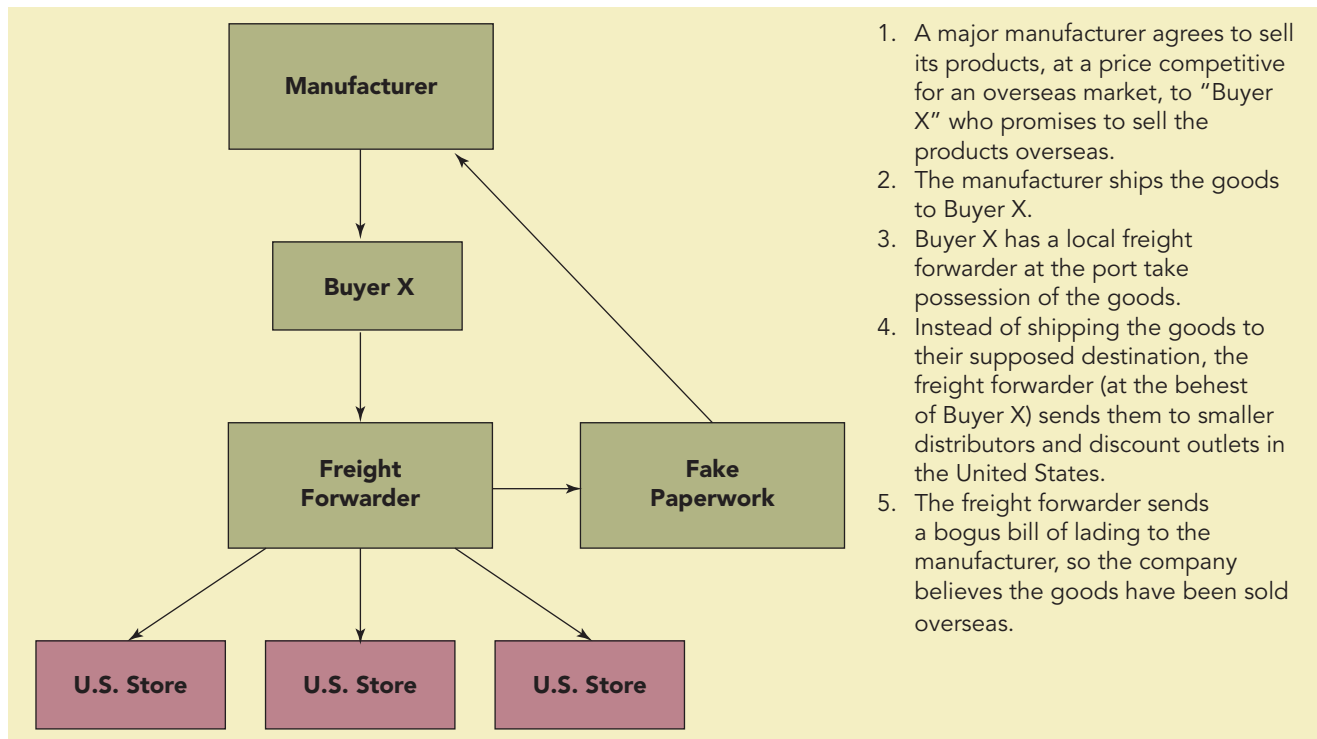 Manufacturer
Buyer X
Freight
Forwarder
Fake
Paperwork
U.S. Store
U.S. Store
U.S. Store
1. A major manufacturer agrees to sell
its products, at a price competitive
for an overseas market, to “Buyer
X” who promises to sell the
products overseas.
2. The manufacturer ships the goods
to Buyer X.
3. Buyer X has a local freight
forwarder at the port take
possession of the goods.
4. Instead of shipping the goods to
their supposed destination, the
freight forwarder (at the behest
of Buyer X) sends them to smaller
distributors and discount outlets in
the United States.
5. The freight forwarder sends
a bogus bill of lading to the
manufacturer, so the company
believes the goods have been sold
overseas.